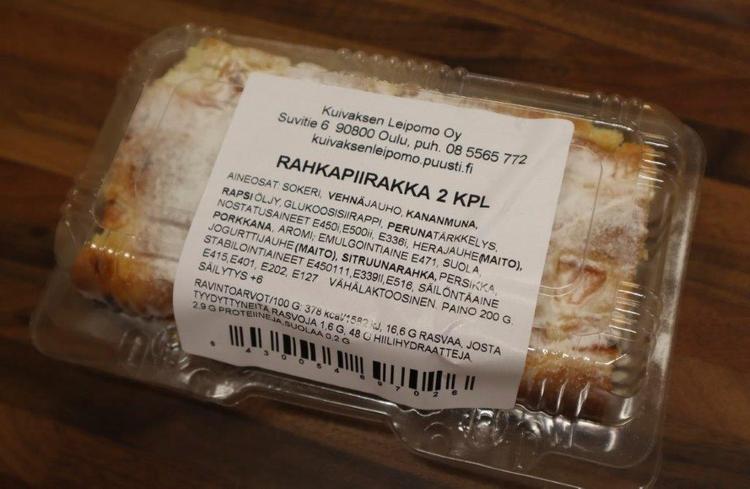 Kuivaksen Leipomo Oy
Suvitie 6 90800 Oulu, puh. 08 5565 772
kuivaksenleipomo.puusti.fi
RAHKAPIIRAKKA 2 KPL
AINEOSAT: SOKERI, VEHNÄJAUHO, KANANMUNA,
RAPSIÖLJY, GLUKOOSISIIRAPPI, PERUNATÄRKKELYS,
NOSTATUSAINEET E450i,E500ii, E336i, HERAJAUHE(MAITO),
PORKKANA, AROMI; EMULGOINTIAINE E471, SUOLA,
JOGURTTIJAUHE(MAITO), SITRUUNARAHKA, PERSIKKA,
STABILOINTIAINEET E450111,E339II,E516, SÄILÖNTÄAINE
E415,E401, E202, E127 VÄHÄLAKTOOSINEN. PAINO 200 G.
SÄILYTYS +6
RAVINTOARVOT/100 G: 378 kcal/1582 kJ, 16,6 G RASVAA, JOSTA
TYYDYTTYNEITÄ RASVOJA 1,6 G, 48 G HIILIHYDRAATTEJA
2,9 G PROTEIINEJA, SUOLAA 0,2 G
6430054697026